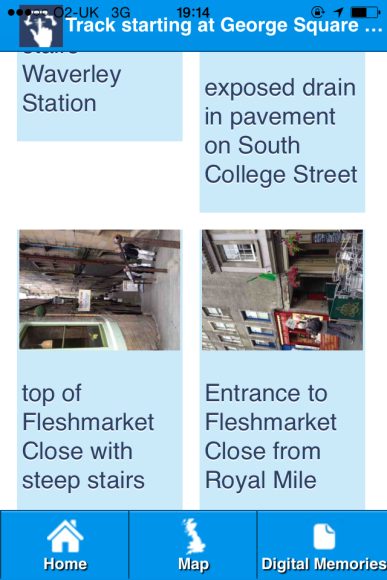 O2-UK 3G 19:14
Track starting at George Square ...
Waverley
Station
exposed drain
in pavement
on South
College Street
top of
Fleshmarket
Close with
steep stairs
Entrance to
Fleshmarket
Close from
Royal Mile
Home
Map
Digital Memories